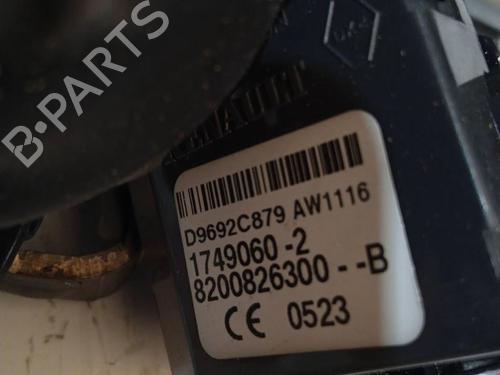 B-PARTS
RENAULT
D9692C879 AW1116
1749060-2
8200826300--B
CE 0523